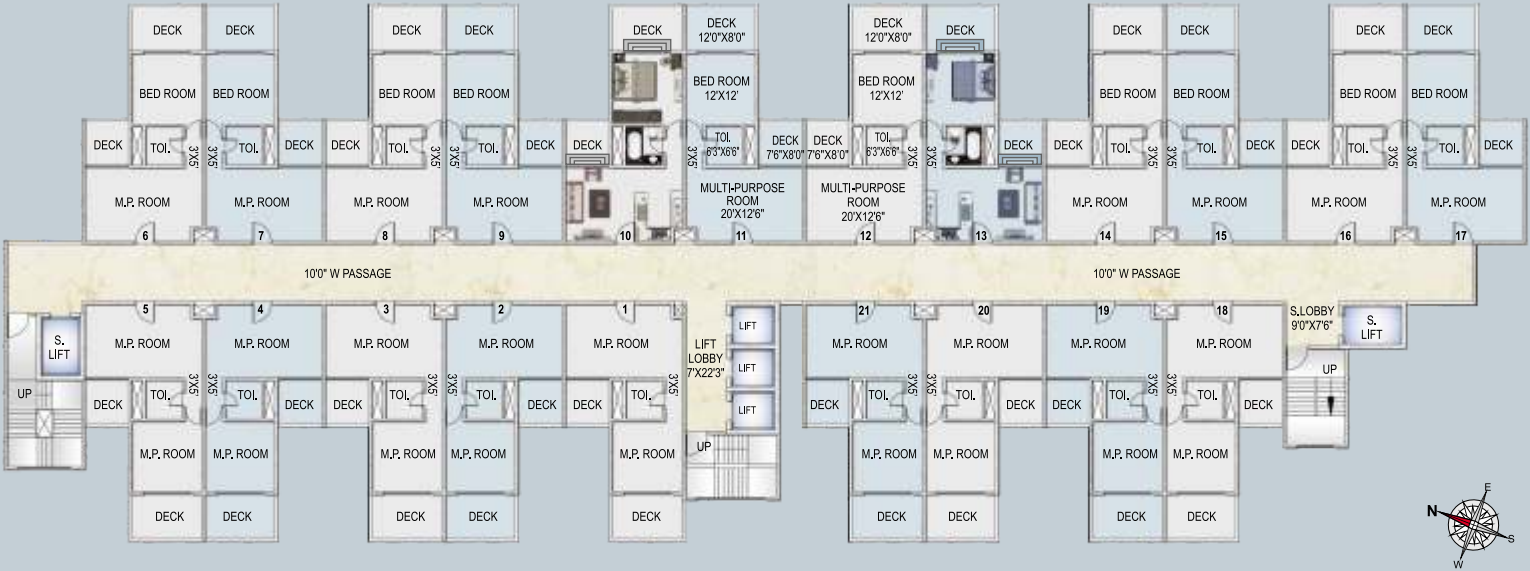 DECK DECK DECK DECK DECK DECK DECK DECK DECK DECK DECK DECK
12'0"X8'0" 12'0"X8'0"
BED ROOM BED ROOM BED ROOM BED ROOM BED ROOM BED ROOM BED ROOM BED ROOM BED ROOM BED ROOM
12'X12' 12'X12'
DECK TOI. 3'X5' 3'X5' TOI. DECK DECK TOI. 3'X5' 3'X5' TOI. DECK DECK 3'X5' TOI. DECK DECK TOI. 3'X5' 3'X5' DECK DECK TOI. 3'X5' 3'X5' TOI. DECK DECK TOI. 3'X5' 3'X5' TOI. DECK
6'3"X6'6" 7'6"X8'0" 7'6"X8'0" 6'3"X6'6"
M.P. ROOM M.P. ROOM M.P. ROOM M.P. ROOM MULTI-PURPOSE MULTI-PURPOSE M.P. ROOM M.P. ROOM M.P. ROOM M.P. ROOM
ROOM ROOM
20'X12'6" 20'X12'6"
6 7 8 9 10 11 12 13 14 15 16 17
10'0" W PASSAGE 10'0" W PASSAGE
5 4 3 2 1 21 20 19 18
S.LOBBY
9'0"X7'6"
S.
LIFT
S.
LIFT
M.P. ROOM M.P. ROOM M.P. ROOM M.P. ROOM M.P. ROOM M.P. ROOM M.P. ROOM M.P. ROOM M.P. ROOM
LIFT
LOBBY
7'X22'3"
LIFT
LIFT
LIFT
UP UP
DECK TOI. 3'X5' 3'X5' TOI. DECK DECK TOI. 3'X5' 3'X5' TOI. DECK DECK TOI. 3'X5' DECK TOI. 3'X5' 3'X5' TOI. DECK DECK TOI. 3'X5' 3'X5' TOI. DECK
UP
M.P. ROOM M.P. ROOM M.P. ROOM M.P. ROOM M.P. ROOM M.P. ROOM M.P. ROOM M.P. ROOM M.P. ROOM
DECK DECK DECK DECK DECK DECK DECK DECK DECK
E
N
S
W